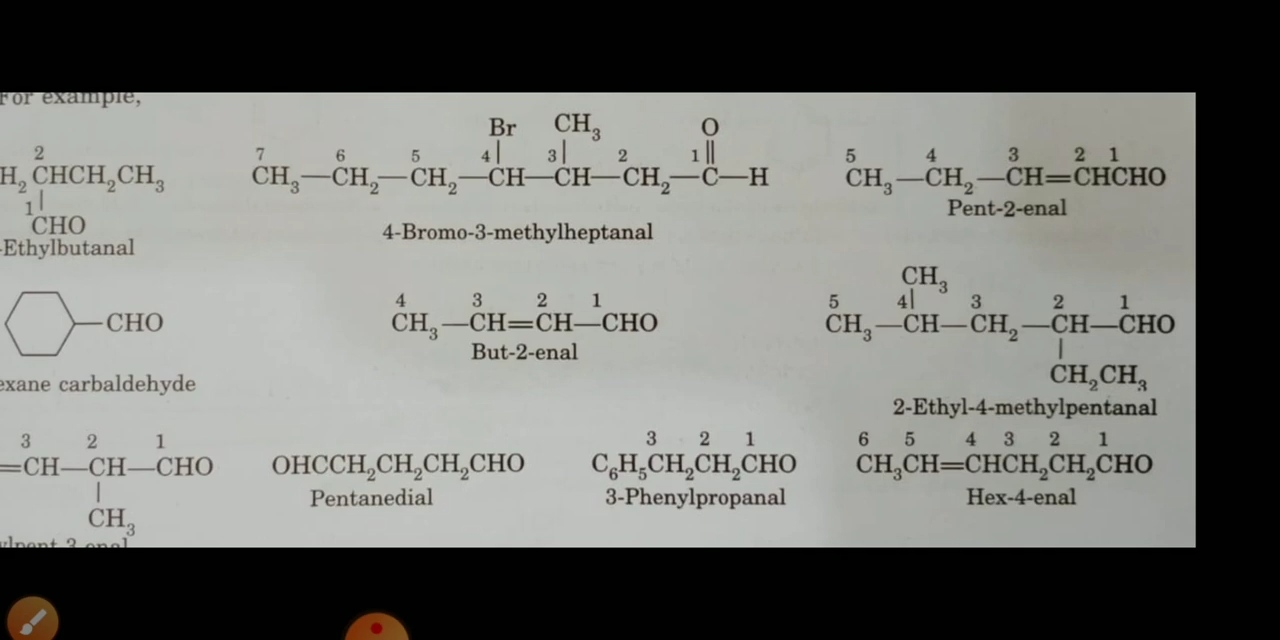 For example,
Br CH₃ O
2 7 6 5 4 3 2 1 5 4 3 2 1
H₂CHCH₂CH₃ CH₃—CH₂—CH₂—CH—CH—CH₂—C—H CH₃—CH₂—CH=CHCHO
1 Pent-2-enal
CHO
-Ethylbutanal 4-Bromo-3-methylheptanal
CH₃
4 3 2 1 5 4 3 2 1
—CHO CH₃—CH=CH—CHO CH₃—CH—CH₂—CH—CHO
But-2-enal
exane carbaldehyde CH₂CH₃
2-Ethyl-4-methylpentanal
3 2 1 3 2 1 6 5 4 3 2 1
=CH—CH—CHO OHCCH₂CH₂CH₂CHO C₆H₅CH₂CH₂CHO CH₃CH=CHCH₂CH₂CHO
Pentanedial 3-Phenylpropanal Hex-4-enal
CH₃